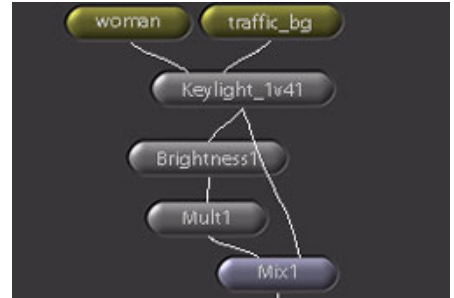 woman
traffic_bg
Keylight_1v41
Brightness1
Mult1
Mix1